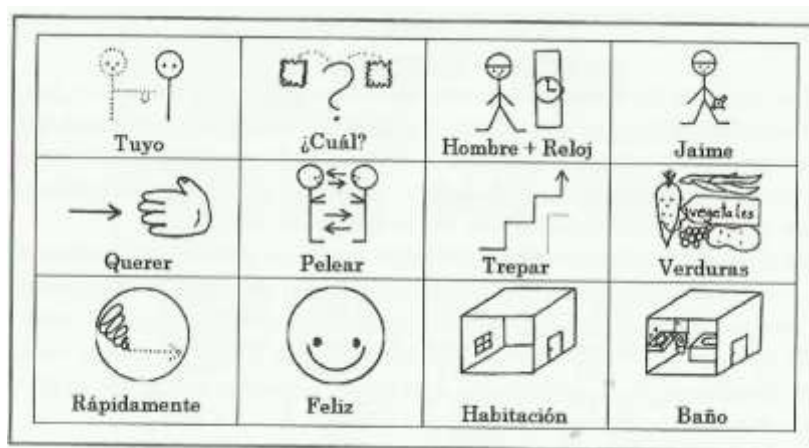 Tuyo
¿Cuál?
Hombre + Reloj
Jaime
vegetales
Querer
Pelear
Trepar
Verduras
Rápidamente
Feliz
Habitación
Baño